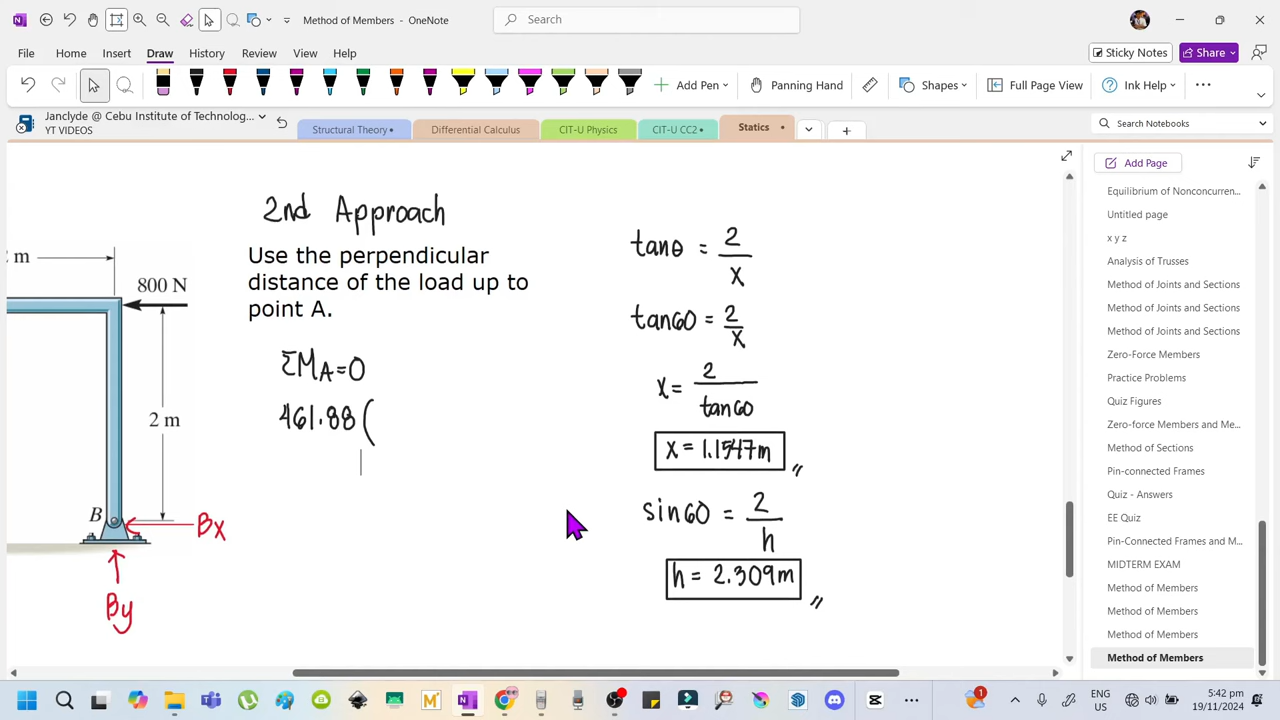 Method of Members - OneNote
Search
File Home Insert Draw History Review View Help
Sticky Notes
Share
Add Pen
Panning Hand
Shapes
Full Page View
Ink Help
Janclyde @ Cebu Institute of Technolog...
YT VIDEOS
Structural Theory
Differential Calculus
CIT-U Physics
CIT-U CC2
Statics
Search Notebooks
Add Page
Equilibrium of Nonconcurren...
Untitled page
x y z
Analysis of Trusses
Method of Joints and Sections
Method of Joints and Sections
Method of Joints and Sections
Zero-Force Members
Practice Problems
Quiz Figures
Zero-force Members and Me...
Method of Sections
Pin-connected Frames
Quiz - Answers
EE Quiz
Pin-Connected Frames and M...
MIDTERM EXAM
Method of Members
Method of Members
Method of Members
Method of Members
2 m
800 N
2 m
B
Bx
By
2nd Approach
Use the perpendicular
distance of the load up to
point A.
ΣMA=0
461.88(
tanθ = 2/x
tan60 = 2/x
x = 2/tan60
x = 1.1547m
sin60 = 2/h
h = 2.309m
1
ENG
PH
5:42 pm
19/11/2024